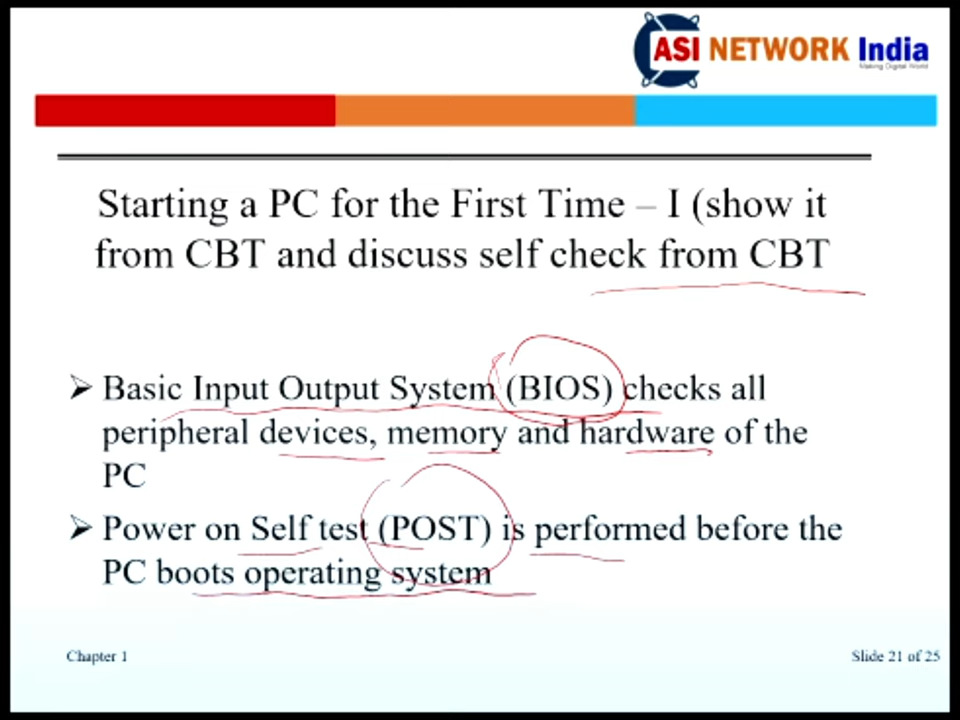 ASI NETWORK India
Making Digital World
Starting a PC for the First Time – I (show it
from CBT and discuss self check from CBT
➢ Basic Input Output System (BIOS) checks all
peripheral devices, memory and hardware of the
PC
➢ Power on Self test (POST) is performed before the
PC boots operating system
Chapter 1
Slide 21 of 25